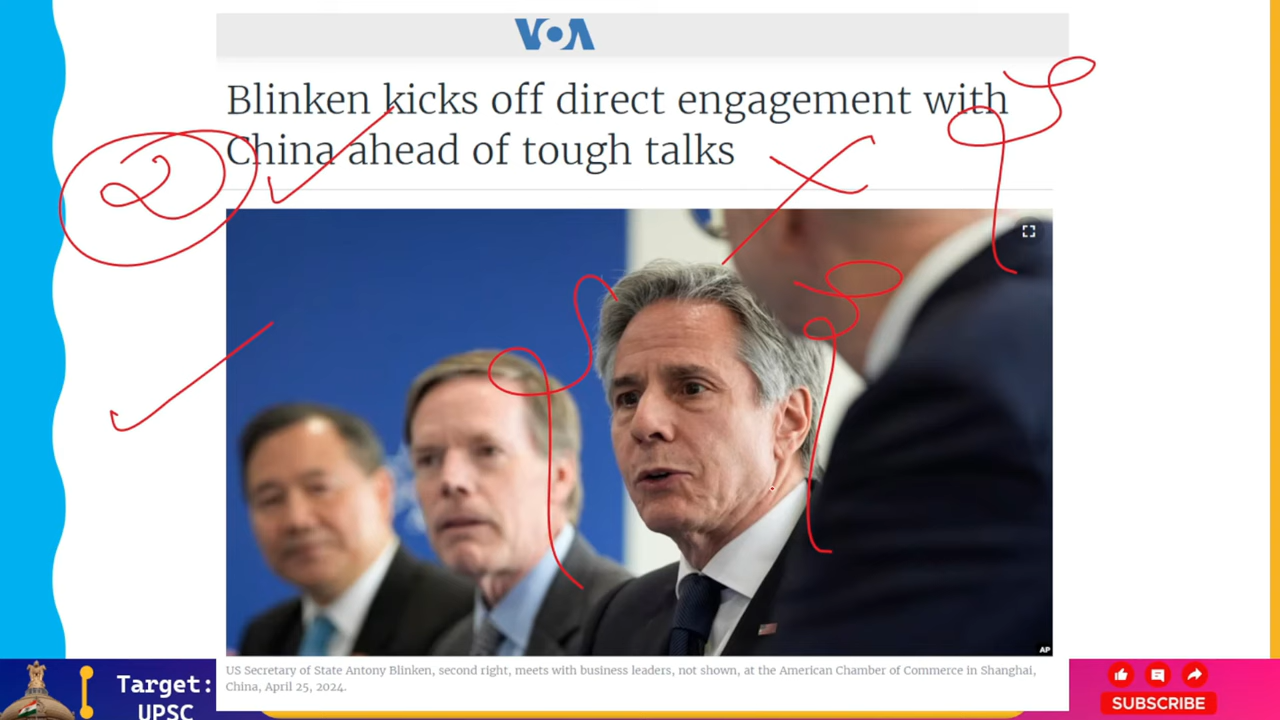 VOA
Blinken kicks off direct engagement with
China ahead of tough talks
AP
US Secretary of State Antony Blinken, second right, meets with business leaders, not shown, at the American Chamber of Commerce in Shanghai,
China, April 25, 2024.
Target:
UPSC
SUBSCRIBE